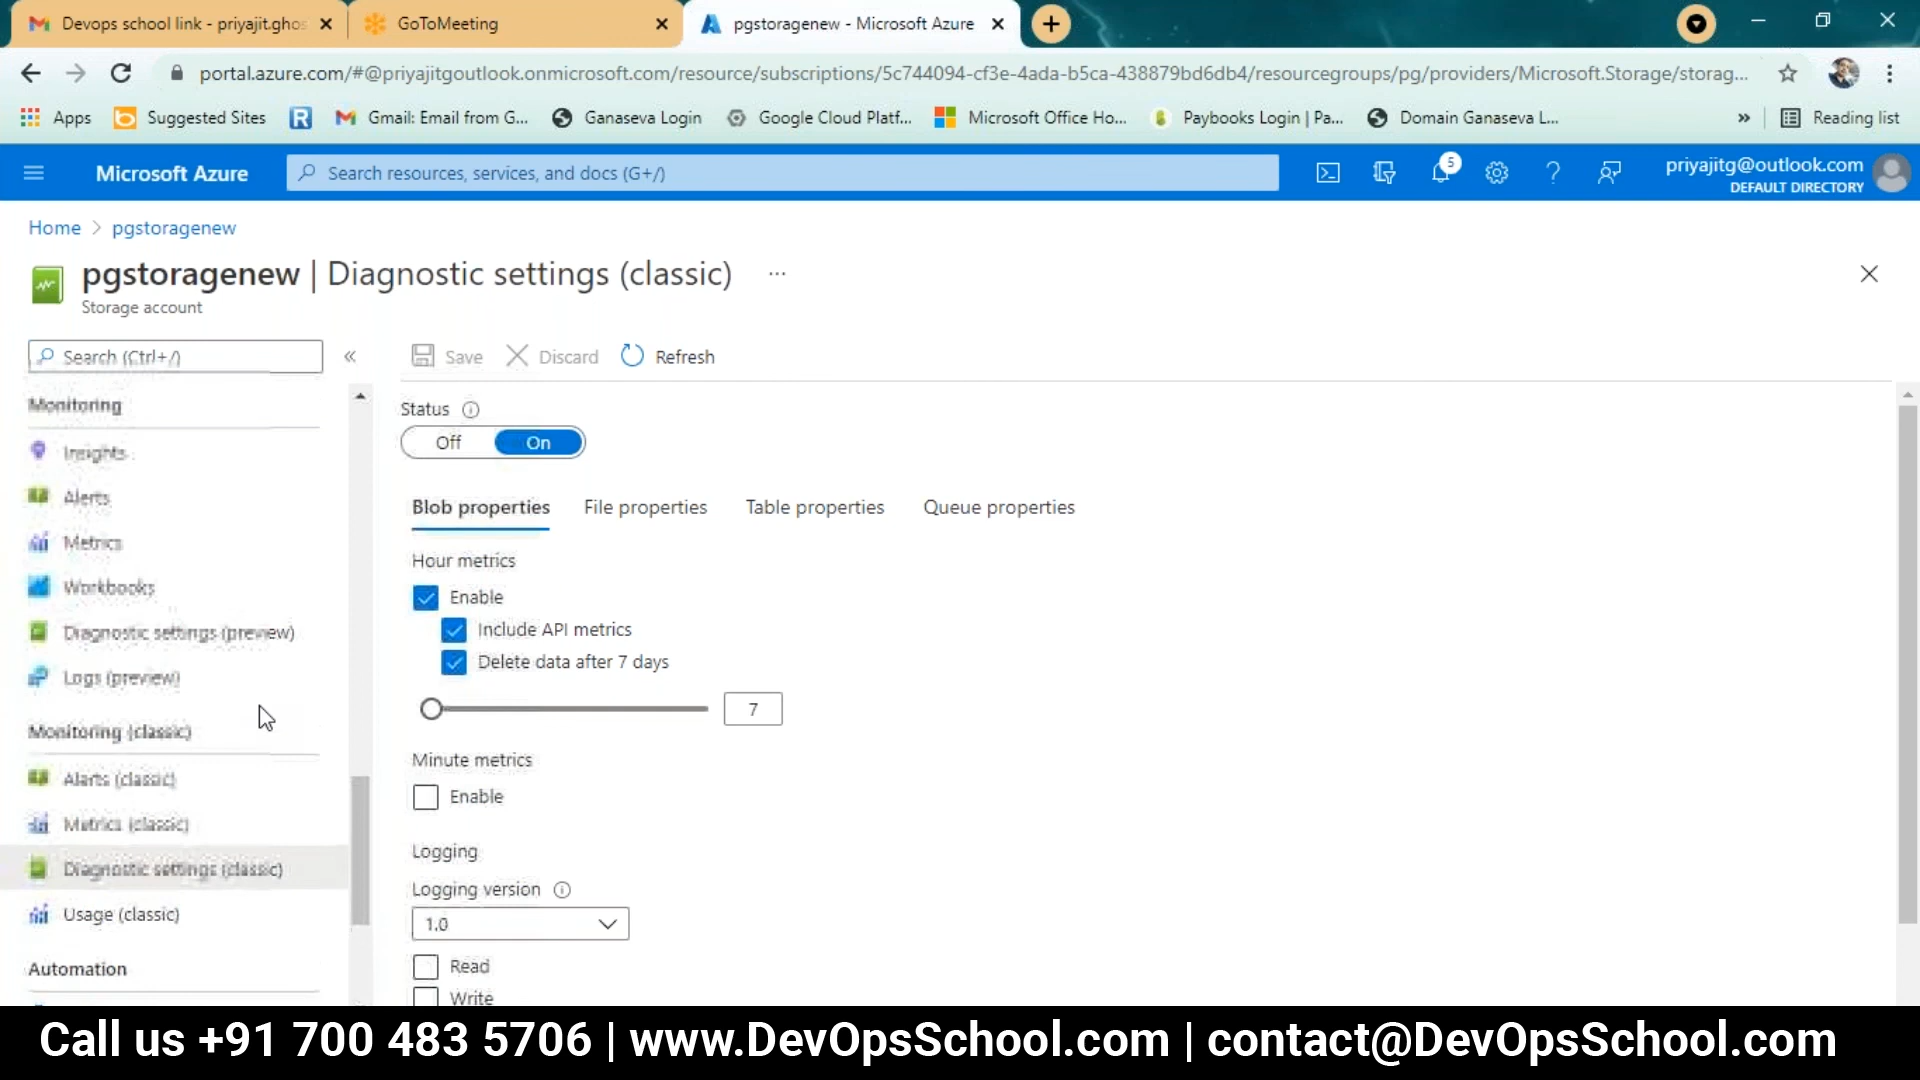 Devops school link - priyajit.ghos
GoToMeeting
pgstoragenew - Microsoft Azure
portal.azure.com/#@priyajitgoutlook.onmicrosoft.com/resource/subscriptions/5c744094-cf3e-4ada-b5ca-438879bd6db4/resourcegroups/pg/providers/Microsoft.Storage/storag...
Apps
Suggested Sites
R
Gmail: Email from G...
Ganaseva Login
Google Cloud Platf...
Microsoft Office Ho...
Paybooks Login | Pa...
Domain Ganaseva L...
»
Reading list
Microsoft Azure
Search resources, services, and docs (G+/)
5
priyajitg@outlook.com
DEFAULT DIRECTORY
Home > pgstoragenew
pgstoragenew | Diagnostic settings (classic) ...
Storage account
Search (Ctrl+/)
«
Save
Discard
Refresh
Monitoring
Insights
Alerts
Metrics
Workbooks
Diagnostic settings (preview)
Logs (preview)
Monitoring (classic)
Alerts (classic)
Metrics (classic)
Diagnostic settings (classic)
Usage (classic)
Automation
Status
Off
On
Blob properties
File properties
Table properties
Queue properties
Hour metrics
Enable
Include API metrics
Delete data after 7 days
7
Minute metrics
Enable
Logging
Logging version
1.0
Read
Write
Call us +91 700 483 5706 | www.DevOpsSchool.com | contact@DevOpsSchool.com